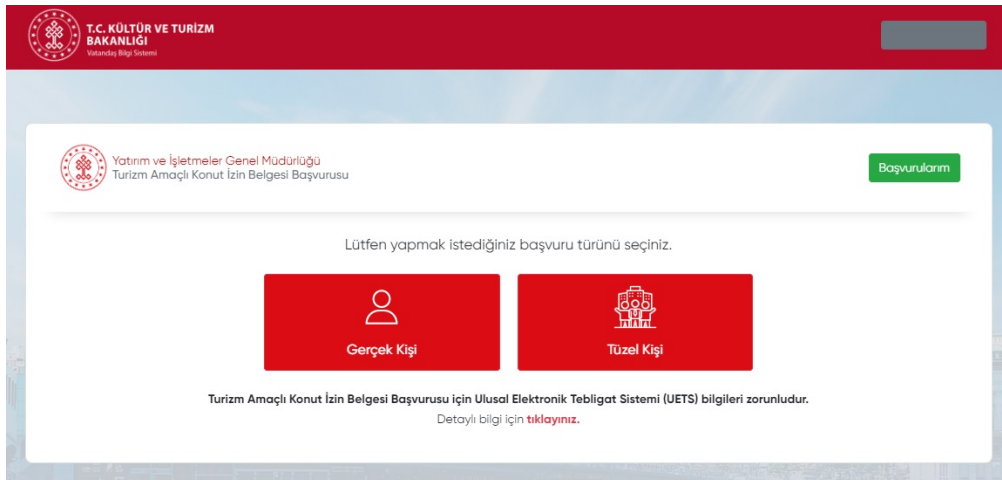 T.C. KÜLTÜR VE TURİZM
BAKANLIĞI
Vatandaş Bilgi Sistemi
Yatırım ve İşletmeler Genel Müdürlüğü
Turizm Amaçlı Konut İzin Belgesi Başvurusu
Başvurularım
Lütfen yapmak istediğiniz başvuru türünü seçiniz.
Gerçek Kişi
Tüzel Kişi
Turizm Amaçlı Konut İzin Belgesi Başvurusu için Ulusal Elektronik Tebligat Sistemi (UETS) bilgileri zorunludur.
Detaylı bilgi için tıklayınız.